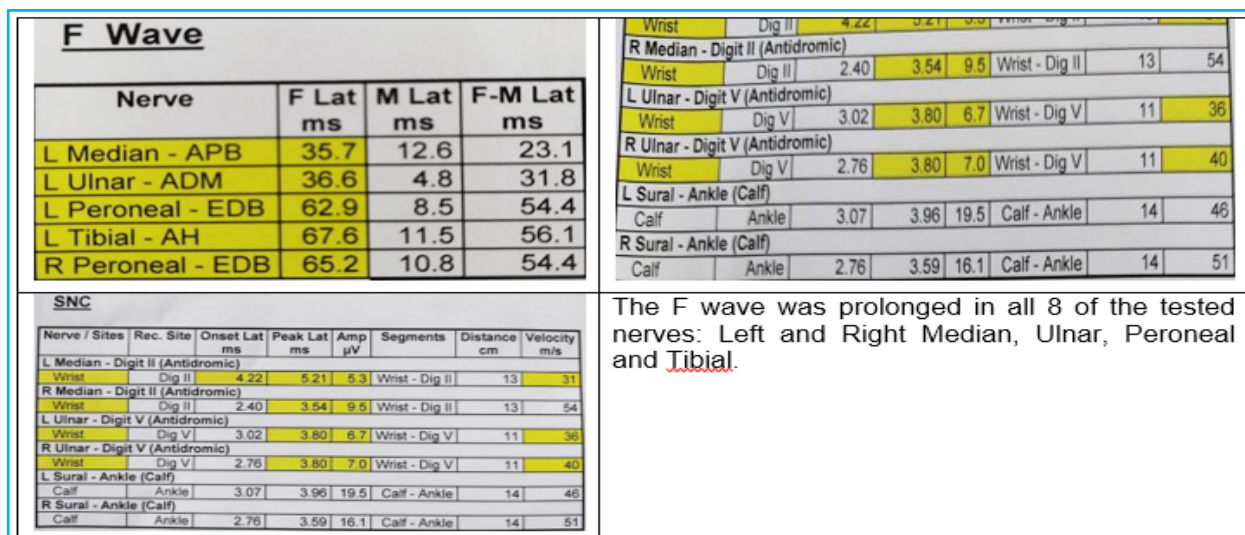 F Wave
Nerve F Lat ms M Lat ms F-M Lat ms
L Median - APB 35.7 12.6 23.1
L Ulnar - ADM 36.6 4.8 31.8
L Peroneal - EDB 62.9 8.5 54.4
L Tibial - AH 67.6 11.5 56.1
R Peroneal - EDB 65.2 10.8 54.4
Wrist Dig II 4.22
R Median - Digit II (Antidromic)
Wrist Dig II 2.40 3.54 9.5 Wrist - Dig II 13 54
L Ulnar - Digit V (Antidromic)
Wrist Dig V 3.02 3.80 6.7 Wrist - Dig V 11 36
R Ulnar - Digit V (Antidromic)
Wrist Dig V 2.76 3.80 7.0 Wrist - Dig V 11 40
L Sural - Ankle (Calf)
Calf Ankle 3.07 3.96 19.5 Calf - Ankle 14 46
R Sural - Ankle (Calf)
Calf Ankle 2.76 3.59 16.1 Calf - Ankle 14 51
SNC
Nerve / Sites Rec. Site Onset Lat ms Peak Lat ms Amp µV Segments Distance cm Velocity m/s
L Median - Digit II (Antidromic)
Wrist Dig II 4.22 5.21 5.3 Wrist - Dig II 13 31
R Median - Digit II (Antidromic)
Wrist Dig II 2.40 3.54 9.5 Wrist - Dig II 13 54
L Ulnar - Digit V (Antidromic)
Wrist Dig V 3.02 3.80 6.7 Wrist - Dig V 11 36
R Ulnar - Digit V (Antidromic)
Wrist Dig V 2.76 3.80 7.0 Wrist - Dig V 11 40
L Sural - Ankle (Calf)
Calf Ankle 3.07 3.96 19.5 Calf - Ankle 14 46
R Sural - Ankle (Calf)
Calf Ankle 2.76 3.59 16.1 Calf - Ankle 14 51
The F wave was prolonged in all 8 of the tested
nerves: Left and Right Median, Ulnar, Peroneal
and Tibial.